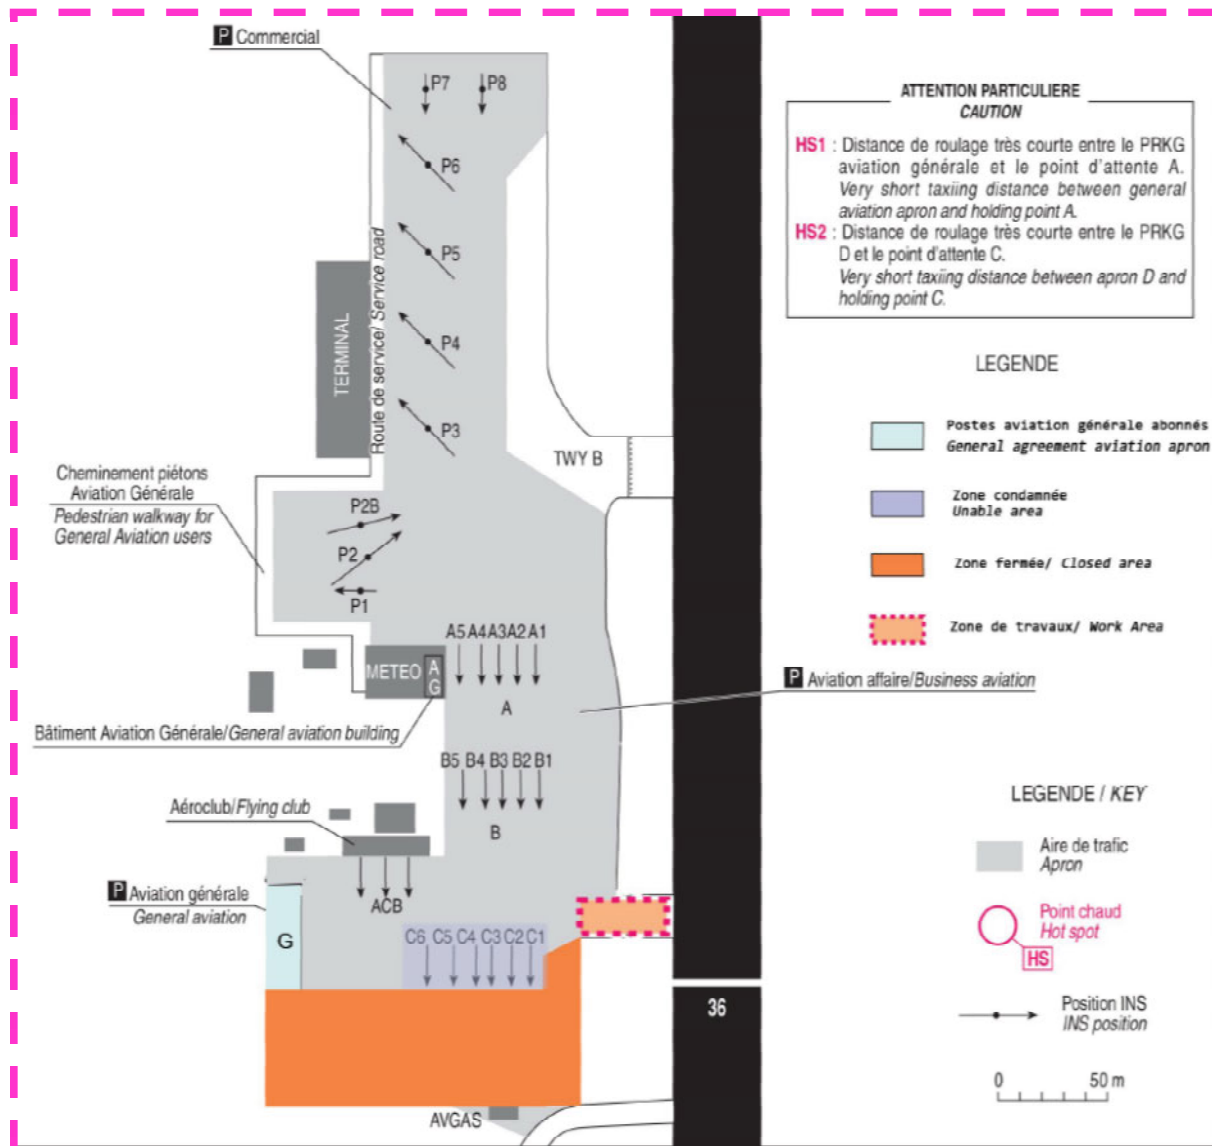 P Commercial
P7
P8
P6
P5
P4
P3
TERMINAL
Route de service/ Service road
TWY B
Cheminement piétons
Aviation Générale
Pedestrian walkway for
General Aviation users
P2B
P2
P1
A5 A4 A3 A2 A1
METEO
A
G
A
P Aviation affaire/Business aviation
Bâtiment Aviation Générale/General aviation building
B5 B4 B3 B2 B1
B
Aéroclub/Flying club
ACB
P Aviation générale
General aviation
G
C6 C5 C4 C3 C2 C1
AVGAS
36
ATTENTION PARTICULIERE
CAUTION
HS1 : Distance de roulage très courte entre le PRKG
aviation générale et le point d'attente A.
Very short taxiing distance between general
aviation apron and holding point A.
HS2 : Distance de roulage très courte entre le PRKG
D et le point d'attente C.
Very short taxiing distance between apron D and
holding point C.
LEGENDE
Postes aviation générale abonnés
General agreement aviation apron
Zone condamnée
Unable area
Zone fermée/ Closed area
Zone de travaux/ Work Area
LEGENDE / KEY
Aire de trafic
Apron
Point chaud
Hot spot
HS
Position INS
INS position
0 50 m